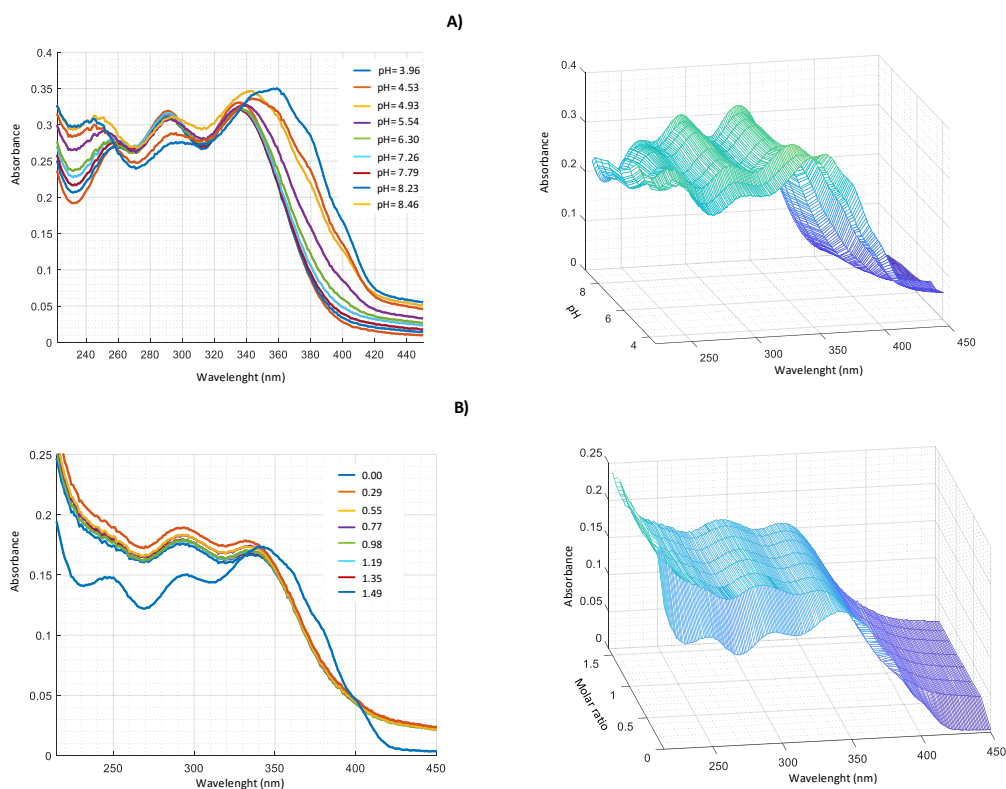 A)
0.4
0.35
0.3
0.25
0.2
0.15
0.1
0.05
0
Absorbance
240 260 280 300 320 340 360 380 400 420 440
Wavelenght (nm)
pH= 3.96
pH= 4.53
pH= 4.93
pH= 5.54
pH= 6.30
pH= 7.26
pH= 7.79
pH= 8.23
pH= 8.46
0.4
0.3
0.2
0.1
0
Absorbance
8
6
4
pH
250 300 350 400 450
Wavelenght (nm)
B)
0.25
0.2
0.15
0.1
0.05
0
Absorbance
250 300 350 400 450
Wavelenght (nm)
0.00
0.29
0.55
0.77
0.98
1.19
1.35
1.49
0.25
0.2
0.15
0.1
0.05
0
Absorbance
1.5
1
0.5
0
Molar ratio
250 300 350 400 450
Wavelenght (nm)